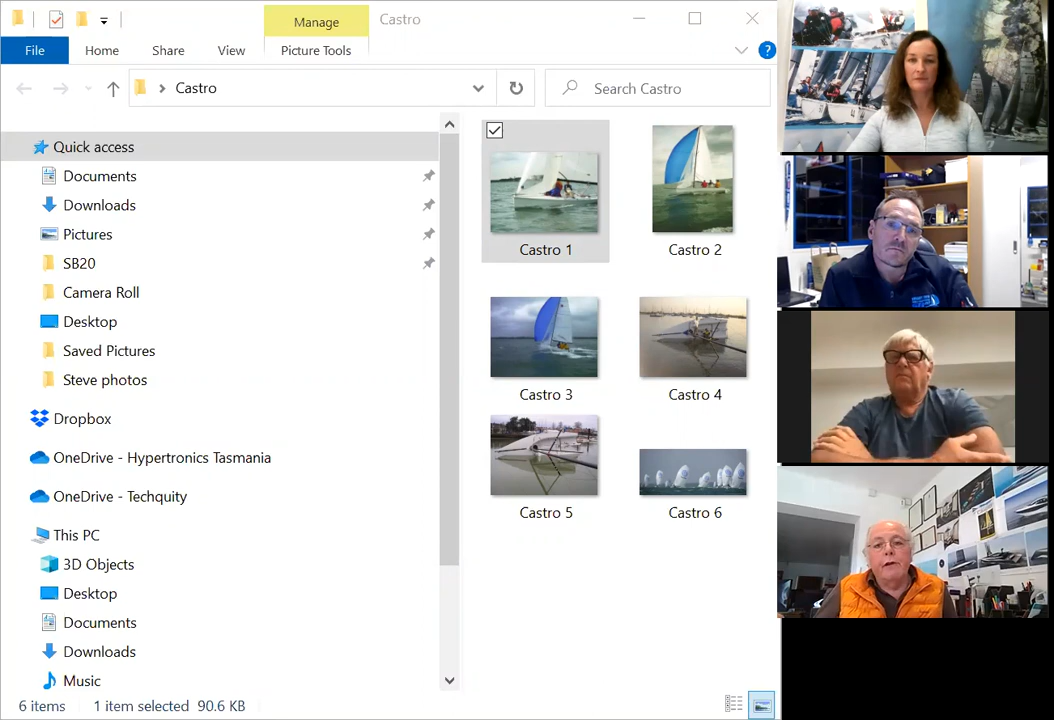 Manage
Castro
File
Home
Share
View
Picture Tools
?
Castro
Search Castro
Quick access
Documents
Downloads
Pictures
SB20
Camera Roll
Desktop
Saved Pictures
Steve photos
Dropbox
OneDrive - Hypertronics Tasmania
OneDrive - Techquity
This PC
3D Objects
Desktop
Documents
Downloads
Music
Castro 1
Castro 2
Castro 3
Castro 4
Castro 5
Castro 6
6 items
1 item selected 90.6 KB